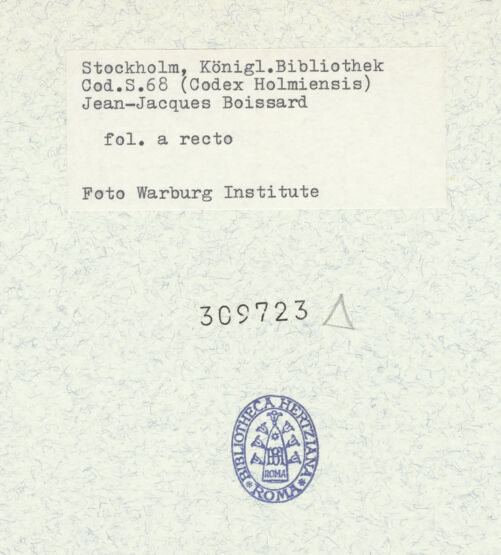 Stockholm, Königl.Bibliothek
Cod.S.68 (Codex Holmiensis)
Jean-Jacques Boissard
fol. a recto
Foto Warburg Institute
309723
BIBLIOTHECA HERTZIANA
ROMA
ROMA